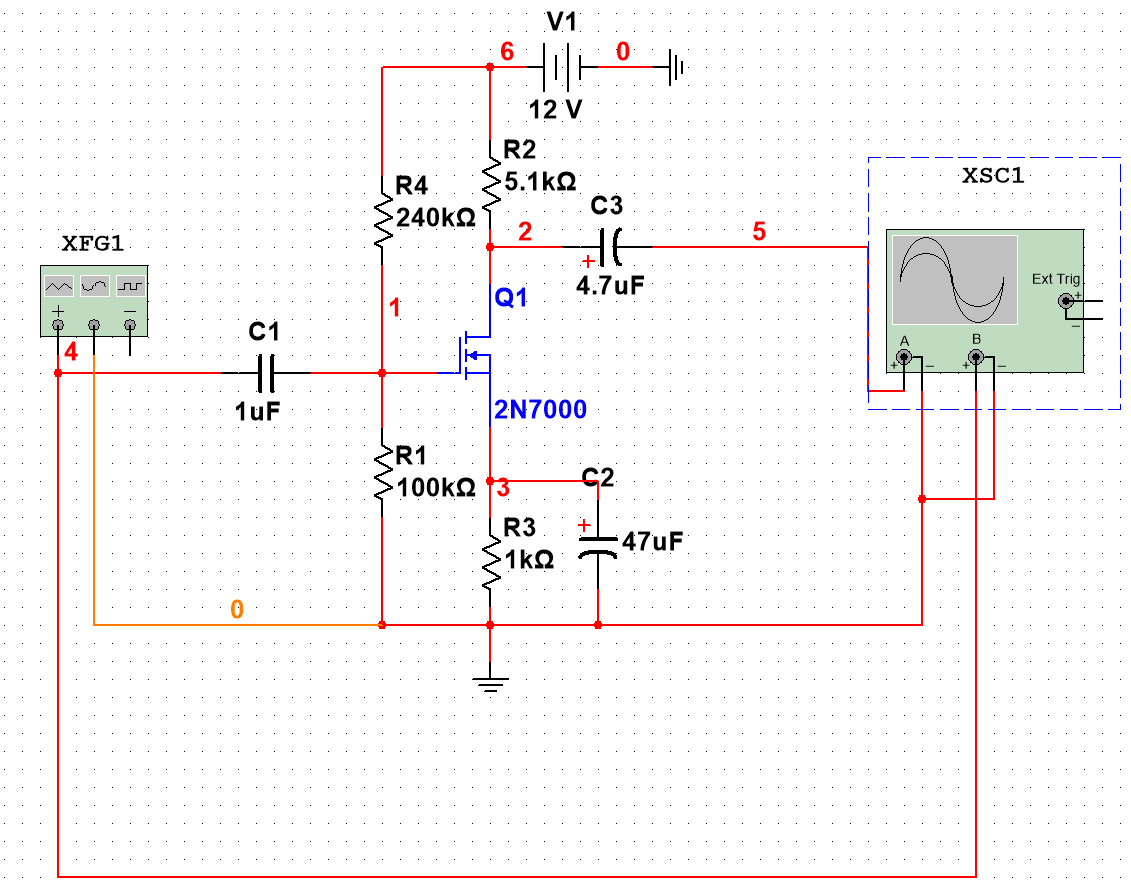 V1
6
0
12 V
R2
5.1kΩ
XSC1
R4
240kΩ
C3
2
5
XFG1
+
4.7uF
Ext Trig
+
Q1
1
+
−
−
C1
4
A
B
+
−
+
−
1uF
2N7000
R1
100kΩ
C2
3
R3
1kΩ
+
47uF
0